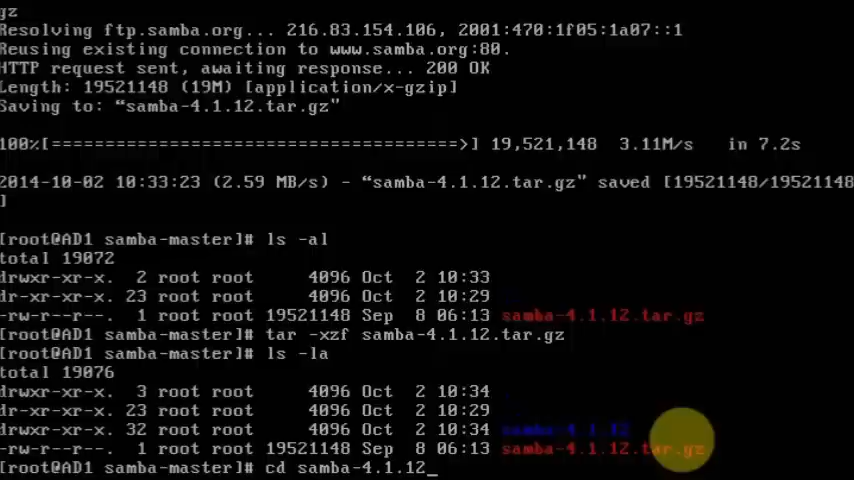 gz
Resolving ftp.samba.org... 216.83.154.106, 2001:470:1f05:1a07::1
Reusing existing connection to www.samba.org:80.
HTTP request sent, awaiting response... 200 OK
Length: 19521148 (19M) [application/x-gzip]
Saving to: “samba-4.1.12.tar.gz”
100%[======================================>] 19,521,148  3.11M/s   in 7.2s
2014-10-02 10:33:23 (2.59 MB/s) - “samba-4.1.12.tar.gz” saved [19521148/19521148
]
[root@AD1 samba-master]# ls -al
total 19072
drwxr-xr-x.  2 root root     4096 Oct  2 10:33
dr-xr-xr-x. 23 root root     4096 Oct  2 10:29
-rw-r--r--.  1 root root 19521148 Sep  8 06:13 samba-4.1.12.tar.gz
[root@AD1 samba-master]# tar -xzf samba-4.1.12.tar.gz
[root@AD1 samba-master]# ls -la
total 19076
drwxr-xr-x.  3 root root     4096 Oct  2 10:34
dr-xr-xr-x. 23 root root     4096 Oct  2 10:29
drwxr-xr-x. 32 root root     4096 Oct  2 10:34 samba-4.1.12
-rw-r--r--.  1 root root 19521148 Sep  8 06:13 samba-4.1.12.tar.gz
[root@AD1 samba-master]# cd samba-4.1.12_